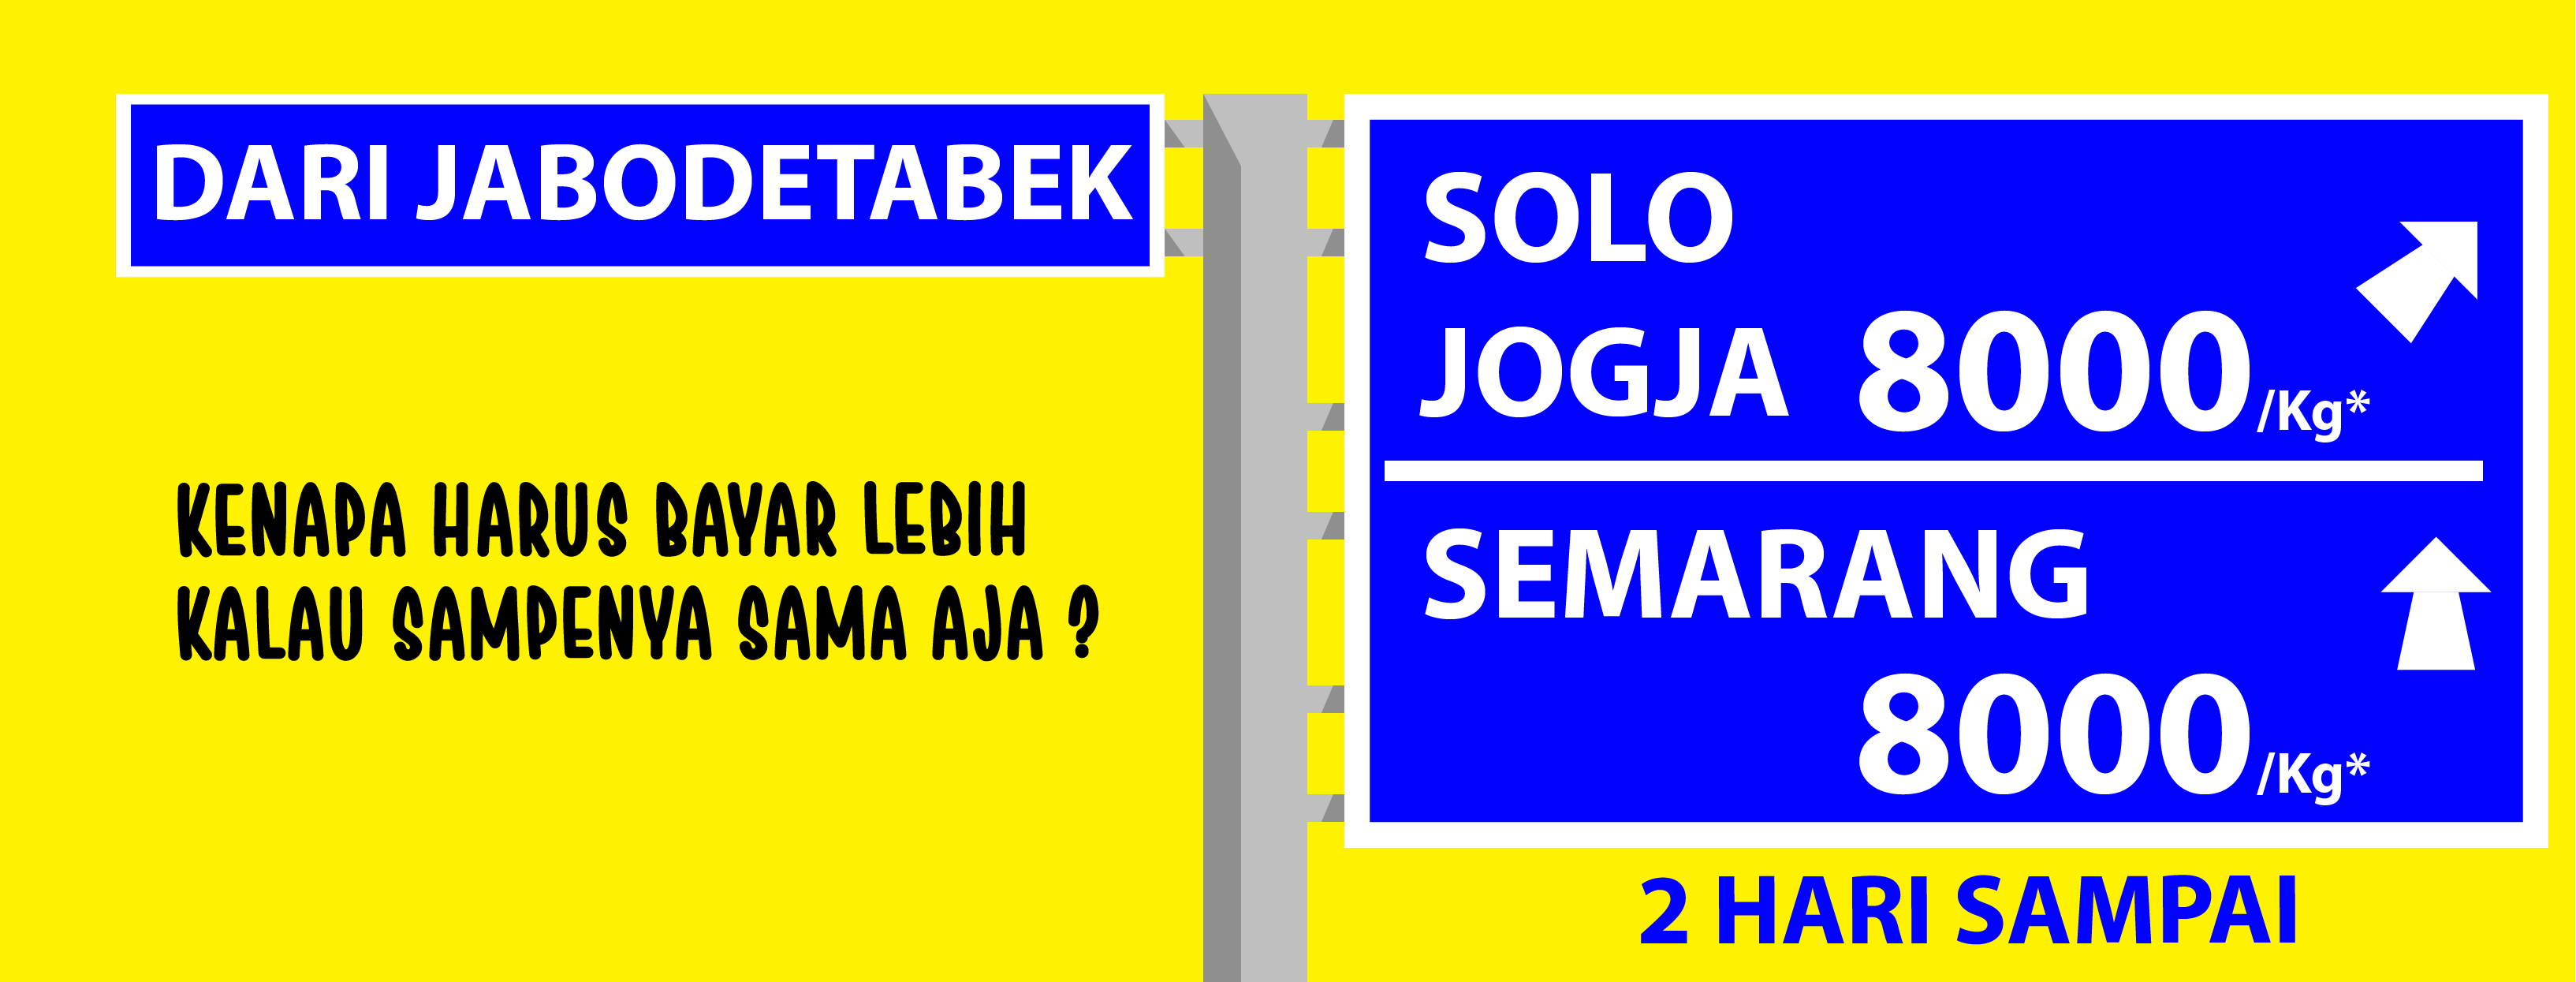 DARI JABODETABEK
KENAPA HARUS BAYAR LEBIH
KALAU SAMPENYA SAMA AJA ?
SOLO
JOGJA 8000/Kg*
SEMARANG
8000/Kg*
2 HARI SAMPAI